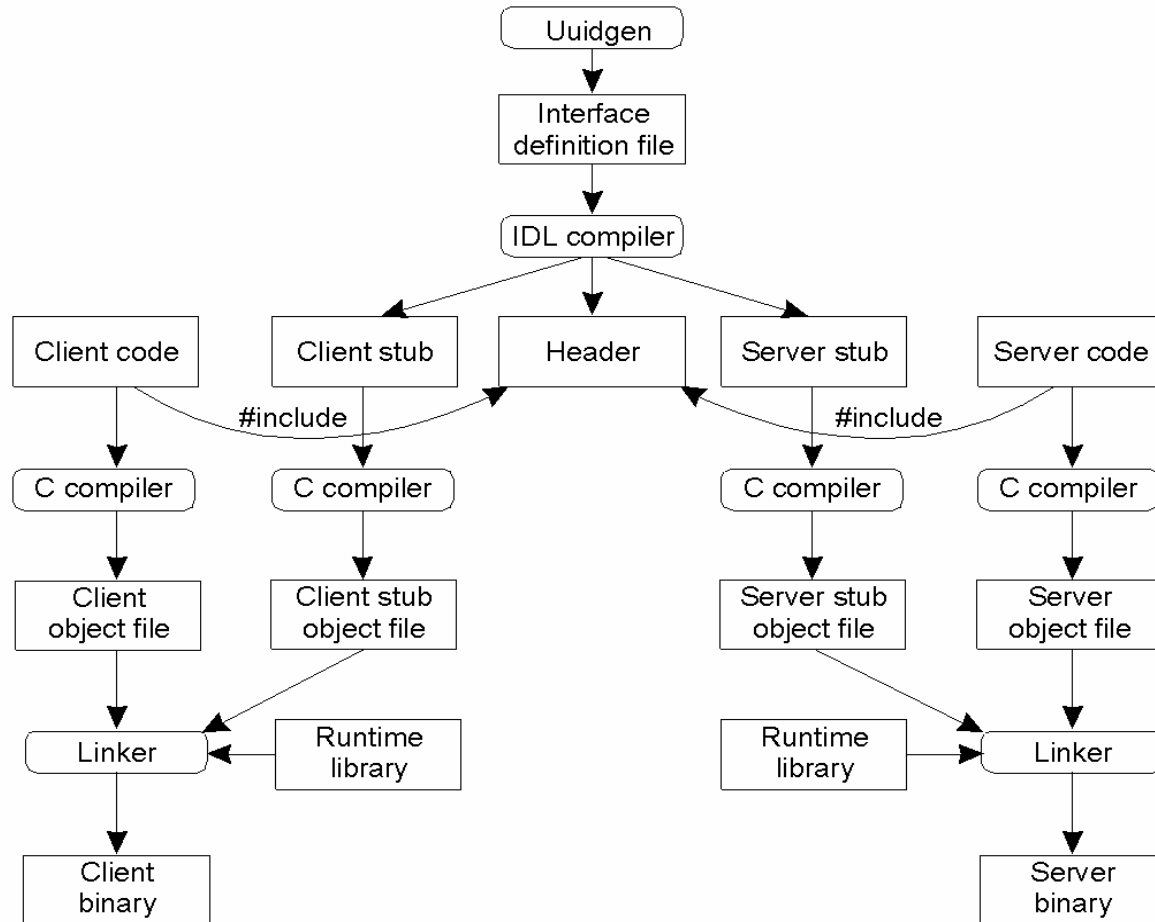 Uuidgen
Interface
definition file
IDL compiler
Client code
Client stub
Header
Server stub
Server code
#include
#include
C compiler
C compiler
C compiler
C compiler
Client
object file
Client stub
object file
Server stub
object file
Server
object file
Linker
Runtime
library
Runtime
library
Linker
Client
binary
Server
binary